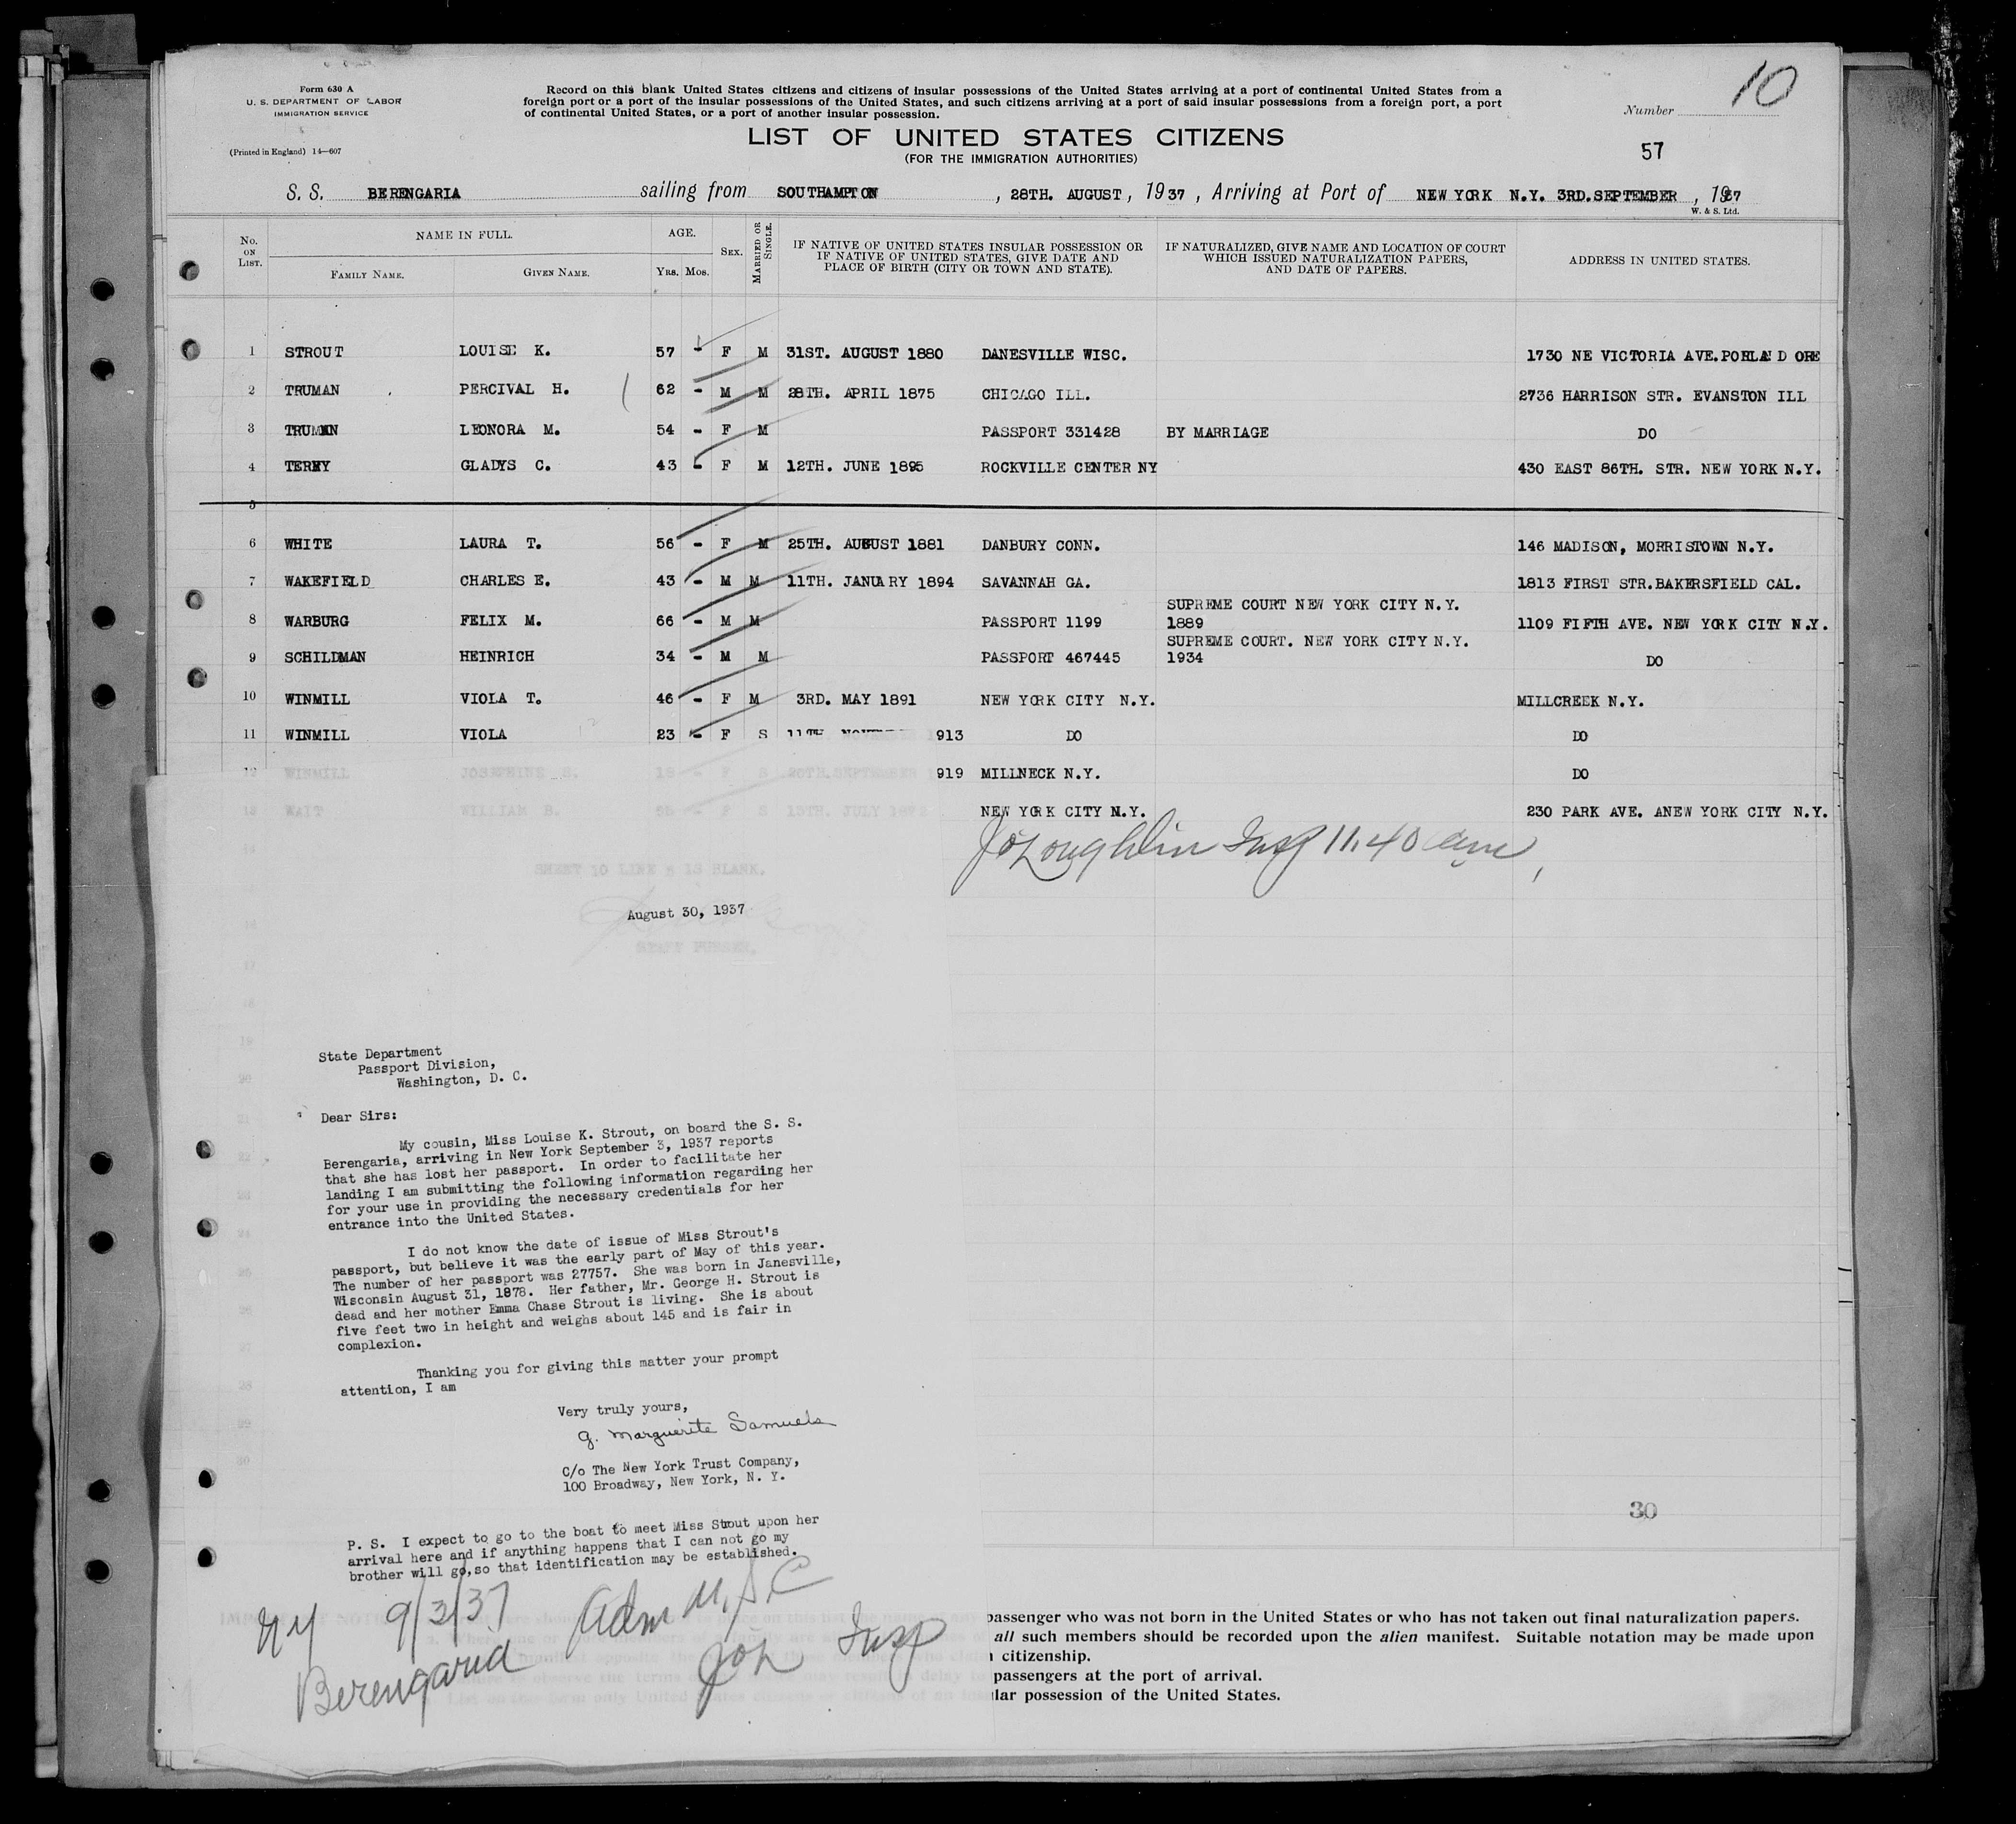 Form 630 A
U. S. DEPARTMENT OF LABOR
IMMIGRATION SERVICE
(Printed in England) 14—607
Record on this blank United States citizens and citizens of insular possessions of the United States arriving at a port of continental United States from a
foreign port or a port of the insular possessions of the United States, and such citizens arriving at a port of said insular possessions from a foreign port, a port
of continental United States, or a port of another insular possession.
Number 10
LIST OF UNITED STATES CITIZENS
(FOR THE IMMIGRATION AUTHORITIES)
57
S. S. BERENGARIA sailing from SOUTHAMPTON, 28TH. AUGUST, 1937, Arriving at Port of NEW YORK N.Y. 3RD.SEPTEMBER, 1937
W. & S. Ltd.
No. ON LIST. NAME IN FULL. FAMILY NAME. GIVEN NAME. AGE. YRS. MOS. SEX. MARRIED OR SINGLE. IF NATIVE OF UNITED STATES INSULAR POSSESSION OR IF NATIVE OF UNITED STATES, GIVE DATE AND PLACE OF BIRTH (CITY OR TOWN AND STATE). IF NATURALIZED, GIVE NAME AND LOCATION OF COURT WHICH ISSUED NATURALIZATION PAPERS, AND DATE OF PAPERS. ADDRESS IN UNITED STATES.
1 STROUT LOUISE K. 57 - F M 31ST. AUGUST 1880 DANESVILLE WISC. 1730 NE VICTORIA AVE.PORLAND ORE
2 TRUMAN PERCIVAL H. 62 - M M 28TH. APRIL 1875 CHICAGO ILL. 2736 HARRISON STR. EVANSTON ILL
3 TRUMAN LEONORA M. 54 - F M PASSPORT 331428 BY MARRIAGE DO
4 TERRY GLADYS C. 43 - F M 12TH. JUNE 1895 ROCKVILLE CENTER NY 430 EAST 86TH. STR. NEW YORK N.Y.
5
6 WHITE LAURA T. 56 - F M 25TH. AUGUST 1881 DANBURY CONN. 146 MADISON, MORRISTOWN N.Y.
7 WAKEFIELD CHARLES E. 43 - M M 11TH. JANUARY 1894 SAVANNAH GA. 1813 FIRST STR.BAKERSFIELD CAL.
8 WARBURG FELIX M. 66 - M M PASSPORT 1199 SUPREME COURT NEW YORK CITY N.Y. 1889 1109 FIFTH AVE. NEW YORK CITY N.Y.
9 SCHILDMAN HEINRICH 34 - M M PASSPORT 467445 SUPREME COURT. NEW YORK CITY N.Y. 1934 DO
10 WINMILL VIOLA T. 46 - F M 3RD. MAY 1891 NEW YORK CITY N.Y. MILLCREEK N.Y.
11 WINMILL VIOLA 23 - F S 11TH 913 DO DO
12 WINMILL JOSEPHINE 18 - F S 20TH.SEPTEMBER 919 MILLNECK N.Y. DO
13 WAIT WILLIAM B. 65 - F S 15TH. JULY 1872 NEW YORK CITY N.Y. 230 PARK AVE. ANEW YORK CITY N.Y.
Insp 11.40 am
SHEET 10 LINE 5 IS BLANK.
August 30, 1937
STAFF PURSER.
State Department
Passport Division,
Washington, D. C.
Dear Sirs:
My cousin, Miss Louise K. Strout, on board the S. S.
Berengaria, arriving in New York September 3, 1937 reports
that she has lost her passport. In order to facilitate her
landing I am submitting the following information regarding her
for your use in providing the necessary credentials for her
entrance into the United States.
I do not know the date of issue of Miss Strout's
passport, but believe it was the early part of May of this year.
The number of her passport was 27757. She was born in Janesville,
Wisconsin August 31, 1878. Her father, Mr. George H. Strout is
dead and her mother Emma Chase Strout is living. She is about
five feet two in height and weighs about 145 and is fair in
complexion.
Thanking you for giving this matter your prompt
attention, I am
Very truly yours,
G. Marguerite Samuels
C/o The New York Trust Company,
100 Broadway, New York, N. Y.
30
P. S. I expect to go to the boat to meet Miss Strout upon her
arrival here and if anything happens that I can not go my
brother will go,so that identification may be established.
NY 9/3/37 Adm U.S.C
Berengaria JOL Insp
passenger who was not born in the United States or who has not taken out final naturalization papers.
all such members should be recorded upon the alien manifest. Suitable notation may be made upon
citizenship.
passengers at the port of arrival.
lar possession of the United States.